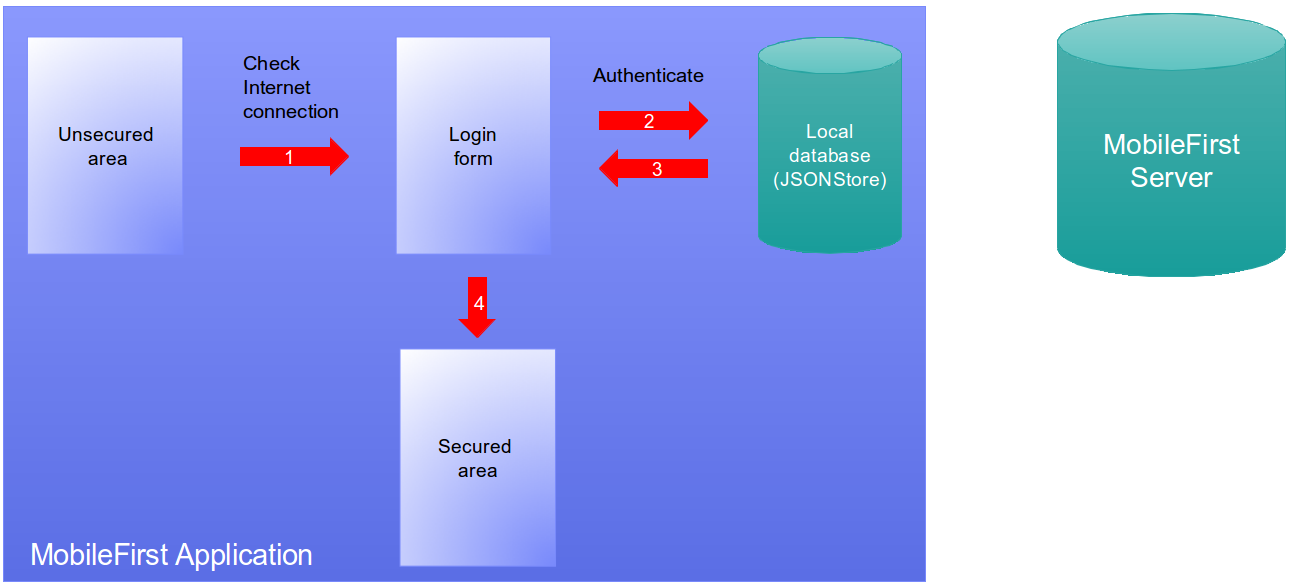 Check
Internet
connection
Unsecured
area
1
Login
form
Authenticate
2
3
Local
database
(JSONStore)
MobileFirst
Server
4
Secured
area
MobileFirst Application